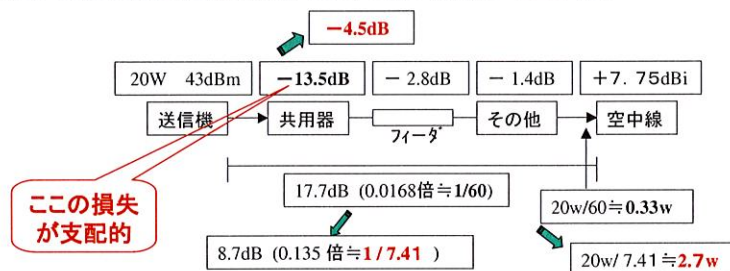 －4.5dB
20W　43dBm
－13.5dB
－ 2.8dB
－ 1.4dB
＋7. 75dBi
送信機
共用器
フィーダ
その他
空中線
ここの損失
が支配的
17.7dB (0.0168倍≒1/60)
20w/60≒0.33w
8.7dB (0.135 倍≒1 / 7.41 )
20w/ 7.41≒2.7w